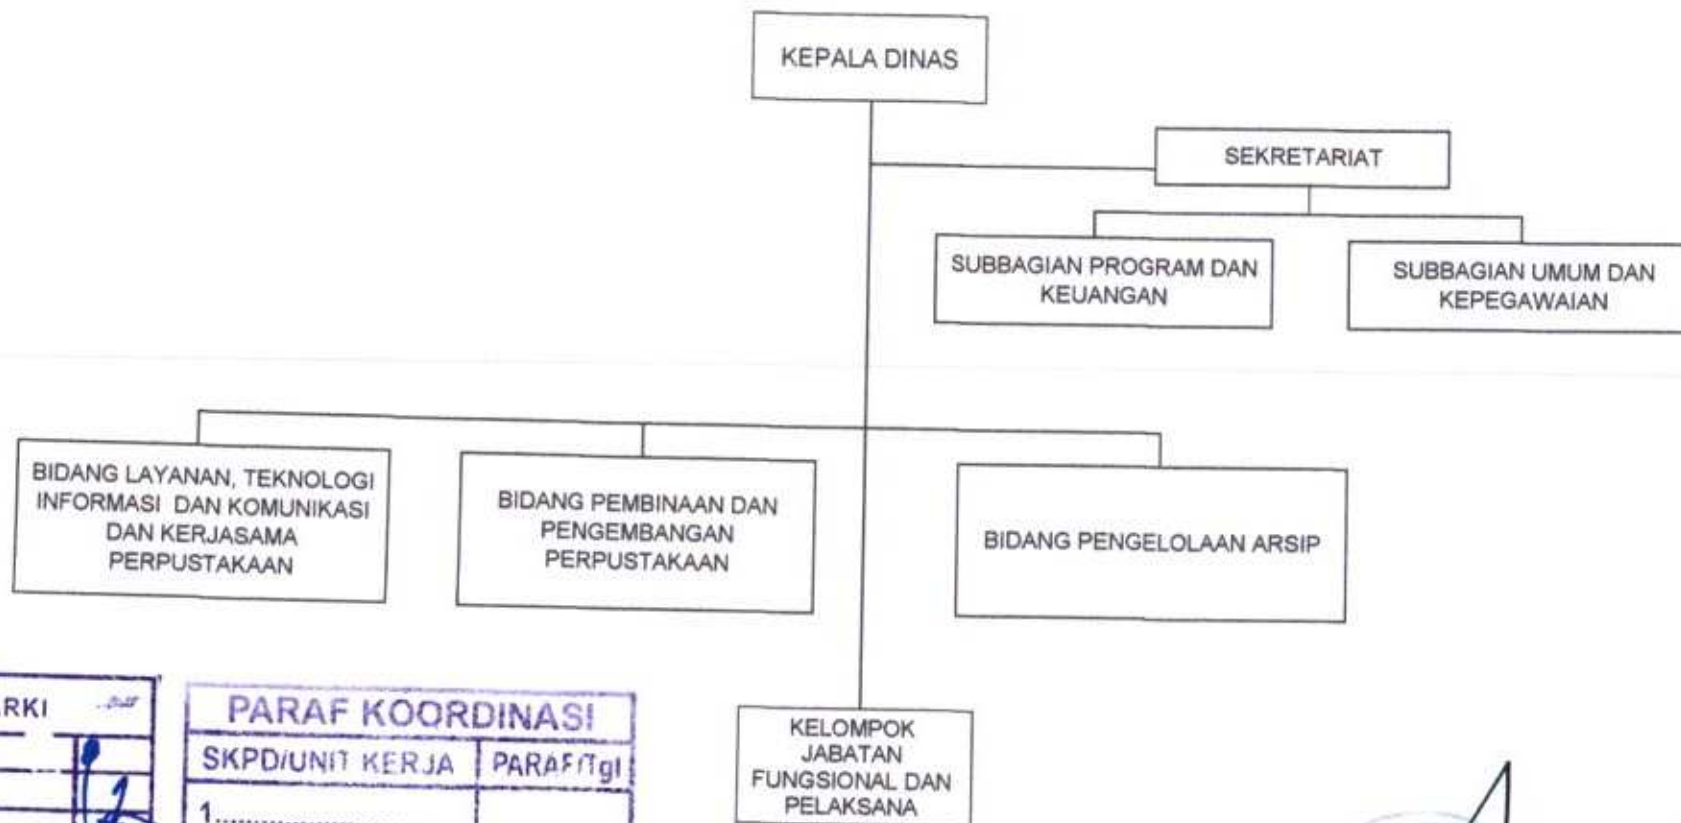 KEPALA DINAS
SEKRETARIAT
SUBBAGIAN PROGRAM DAN
KEUANGAN
SUBBAGIAN UMUM DAN
KEPEGAWAIAN
BIDANG LAYANAN, TEKNOLOGI
INFORMASI DAN KOMUNIKASI
DAN KERJASAMA
PERPUSTAKAAN
BIDANG PEMBINAAN DAN
PENGEMBANGAN
PERPUSTAKAAN
BIDANG PENGELOLAAN ARSIP
KELOMPOK
JABATAN
FUNGSIONAL DAN
PELAKSANA
RKI
PARAF KOORDINASI
SKPD/UNIT KERJA PARAF/Tgl
1....................